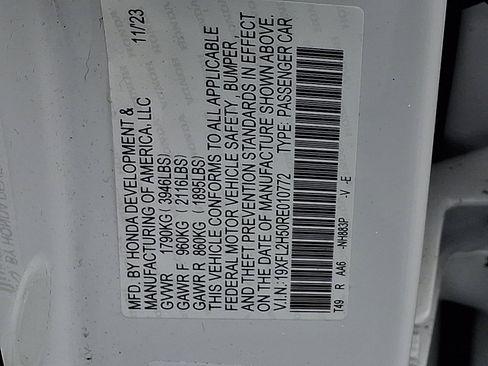 MFD. BY HONDA DEVELOPMENT &
MANUFACTURING OF AMERICA, LLC 11/23
GVWR 1790KG (3946LBS)
GAWR F 960KG (2116LBS)
GAWR R 860KG (1895LBS)
THIS VEHICLE CONFORMS TO ALL APPLICABLE
FEDERAL MOTOR VEHICLE SAFETY, BUMPER,
AND THEFT PREVENTION STANDARDS IN EFFECT
ON THE DATE OF MANUFACTURE SHOWN ABOVE.
V.I.N.:19XFL2H50RE010772 TYPE: PASSENGER CAR
T49 R AA6 -NH883P -V -E